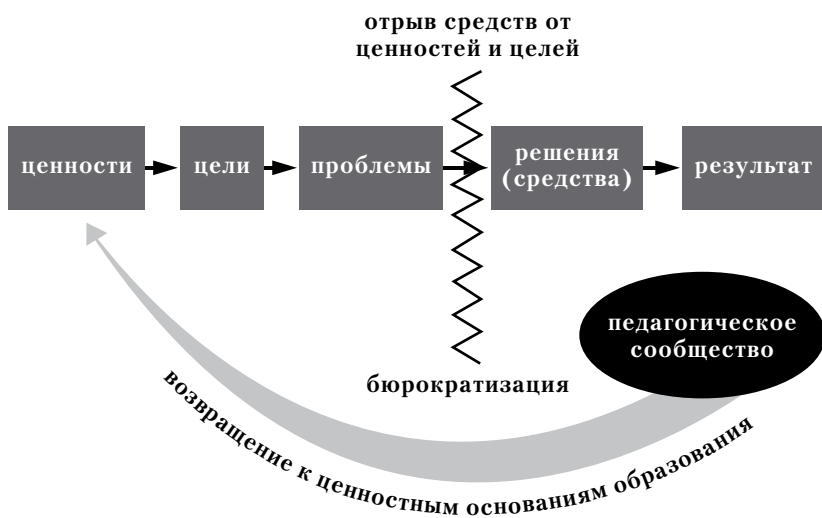 отрыв средств от
ценностей и целей
ценности
цели
проблемы
решения
(средства)
результат
педагогическое
сообщество
бюрократизация
возвращение к ценностным основаниям образования